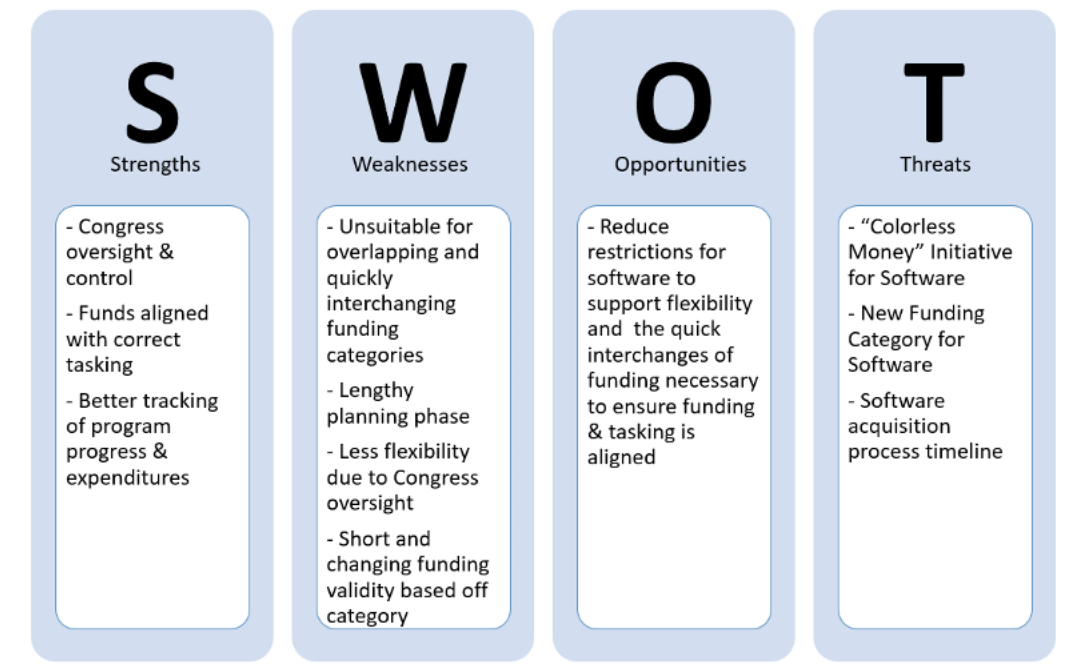 S
Strengths
- Congress
oversight &
control
- Funds aligned
with correct
tasking
- Better tracking
of program
progress &
expenditures
W
Weaknesses
- Unsuitable for
overlapping and
quickly
interchanging
funding
categories
- Lengthy
planning phase
- Less flexibility
due to Congress
oversight
- Short and
changing funding
validity based off
category
O
Opportunities
- Reduce
restrictions for
software to
support flexibility
and  the quick
interchanges of
funding necessary
to ensure funding
& tasking is
aligned
T
Threats
- “Colorless
Money” Initiative
for Software
- New Funding
Category for
Software
- Software
acquisition
process timeline